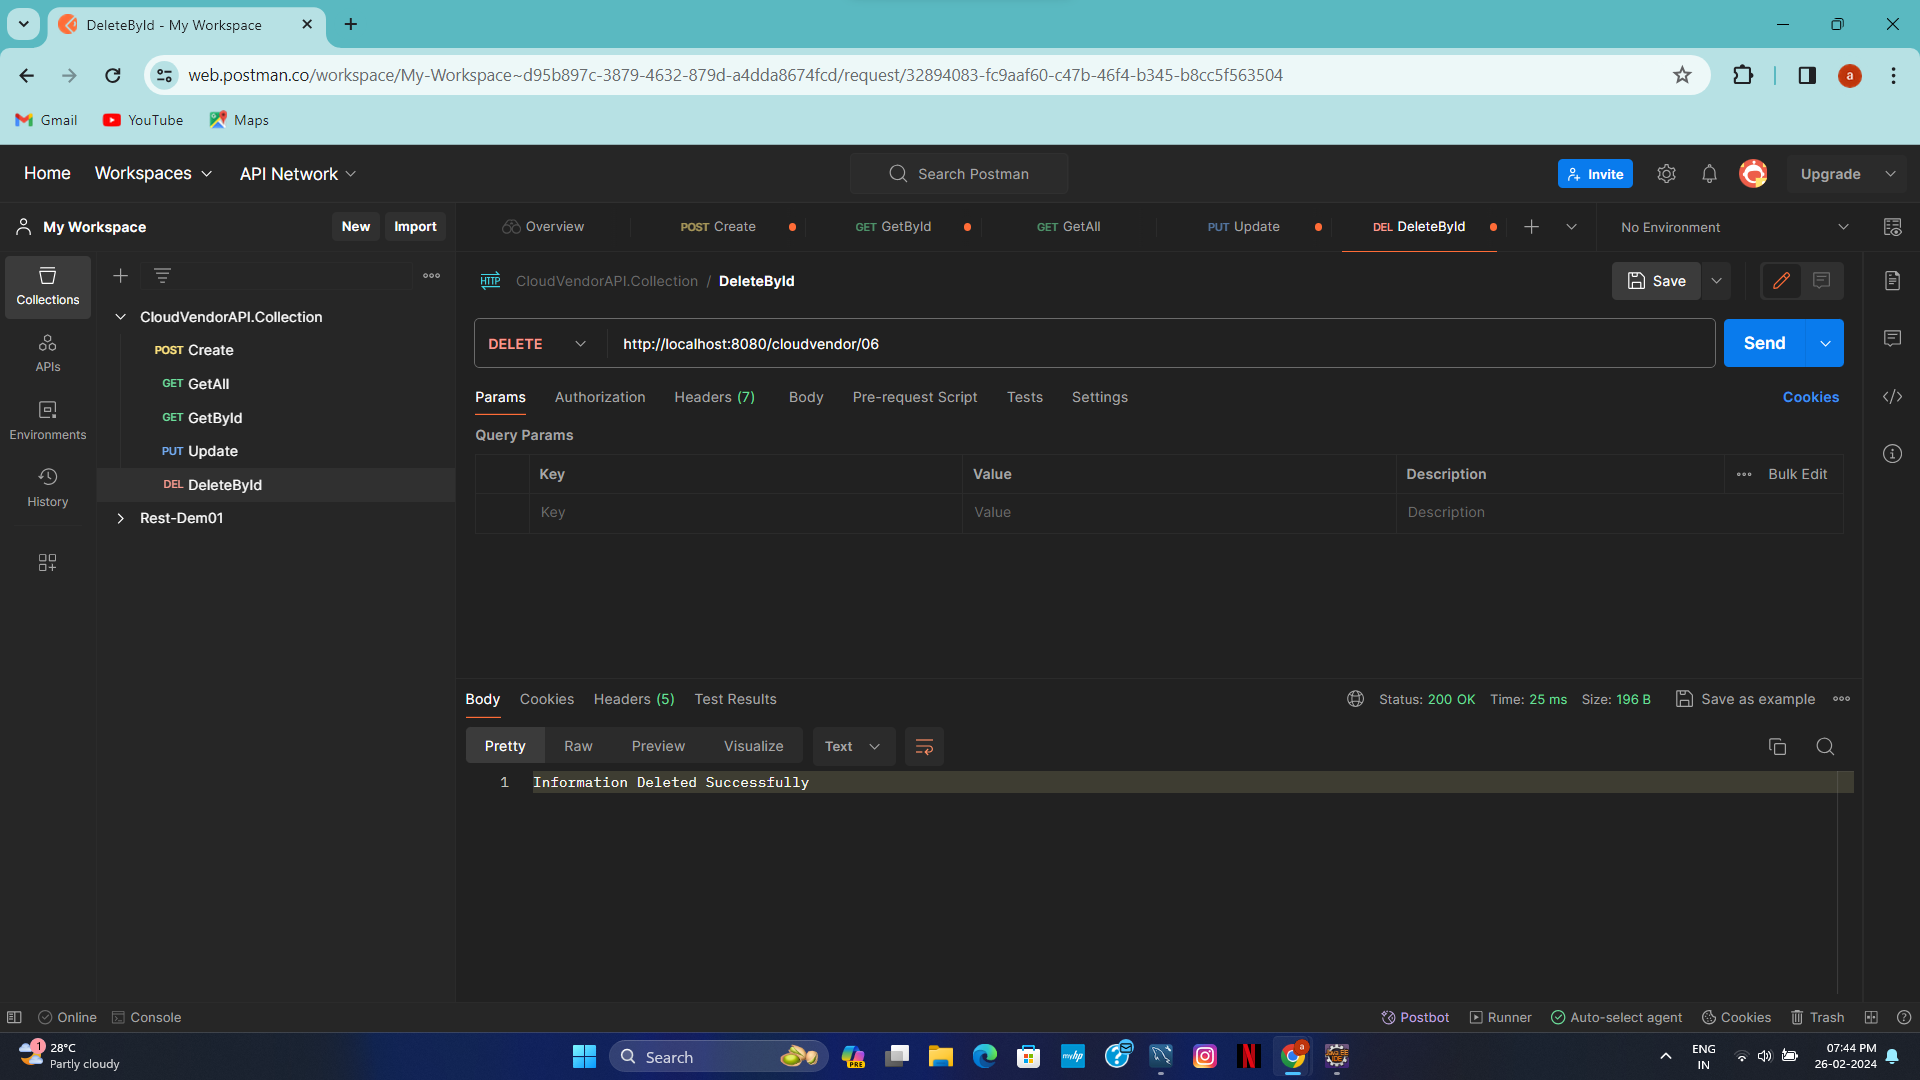 DeleteById - My Workspace
web.postman.co/workspace/My-Workspace~d95b897c-3879-4632-879d-a4dda8674fcd/request/32894083-fc9aaf60-c47b-46f4-b345-b8cc5f563504
a
Gmail YouTube Maps
Home Workspaces API Network Search Postman Invite Upgrade
My Workspace New Import Overview POST Create GET GetById GET GetAll PUT Update DEL DeleteById No Environment
Collections
APIs
Environments
History
CloudVendorAPI.Collection
POST Create
GET GetAll
GET GetById
PUT Update
DEL DeleteById
Rest-Dem01
HTTP CloudVendorAPI.Collection / DeleteById Save
DELETE http://localhost:8080/cloudvendor/06 Send
Params Authorization Headers (7) Body Pre-request Script Tests Settings Cookies
Query Params
Key Value Description Bulk Edit
Key Value Description
Body Cookies Headers (5) Test Results Status: 200 OK Time: 25 ms Size: 196 B Save as example
Pretty Raw Preview Visualize Text
1 Information Deleted Successfully
Online Console Postbot Runner Auto-select agent Cookies Trash
1 28°C
Partly cloudy
Search
PRE
myhp
a
ENG
IN
07:44 PM
26-02-2024